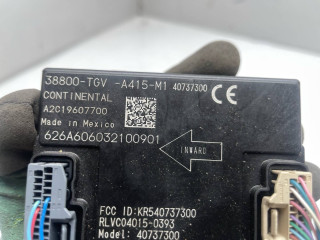 38800-TGV -A415-M1 40737300
CONTINENTAL
A2C19607700
Made in Mexico
CE
626A606032100901
INWARD
FCC ID:KR540737300
RLVC04015-0393
Model: 40737300